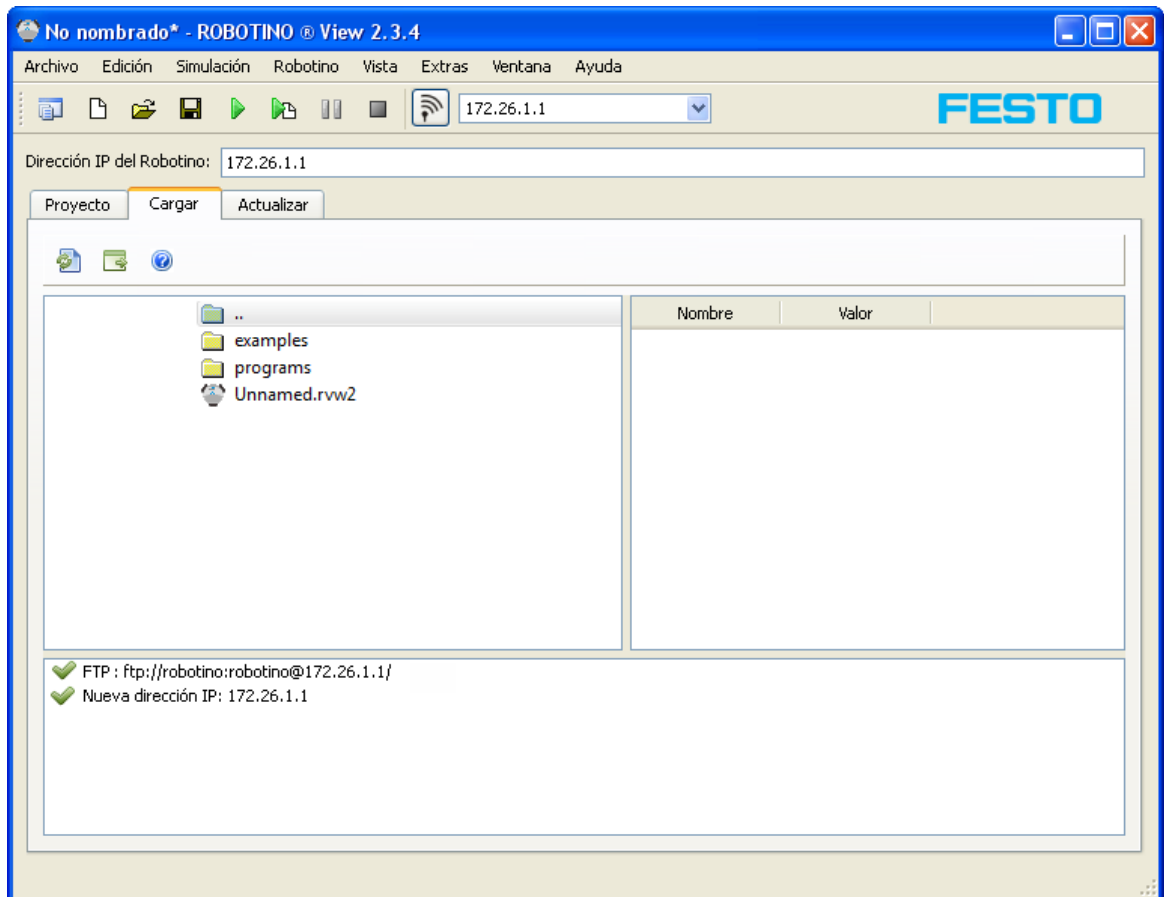 No nombrado* - ROBOTINO ® View 2.3.4
Archivo Edición Simulación Robotino Vista Extras Ventana Ayuda
172.26.1.1
FESTO
Dirección IP del Robotino: 172.26.1.1
Proyecto Cargar Actualizar
..
examples
programs
Unnamed.rvw2
Nombre Valor
FTP : ftp://robotino:robotino@172.26.1.1/
Nueva dirección IP: 172.26.1.1